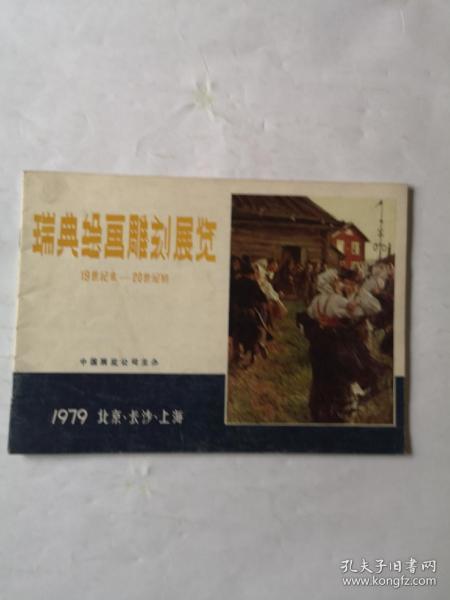 瑞典绘画雕刻展览
19世纪末—20世纪初
中国展览公司主办
1979 北京·长沙·上海
孔夫子旧书网
www.kongfz.com